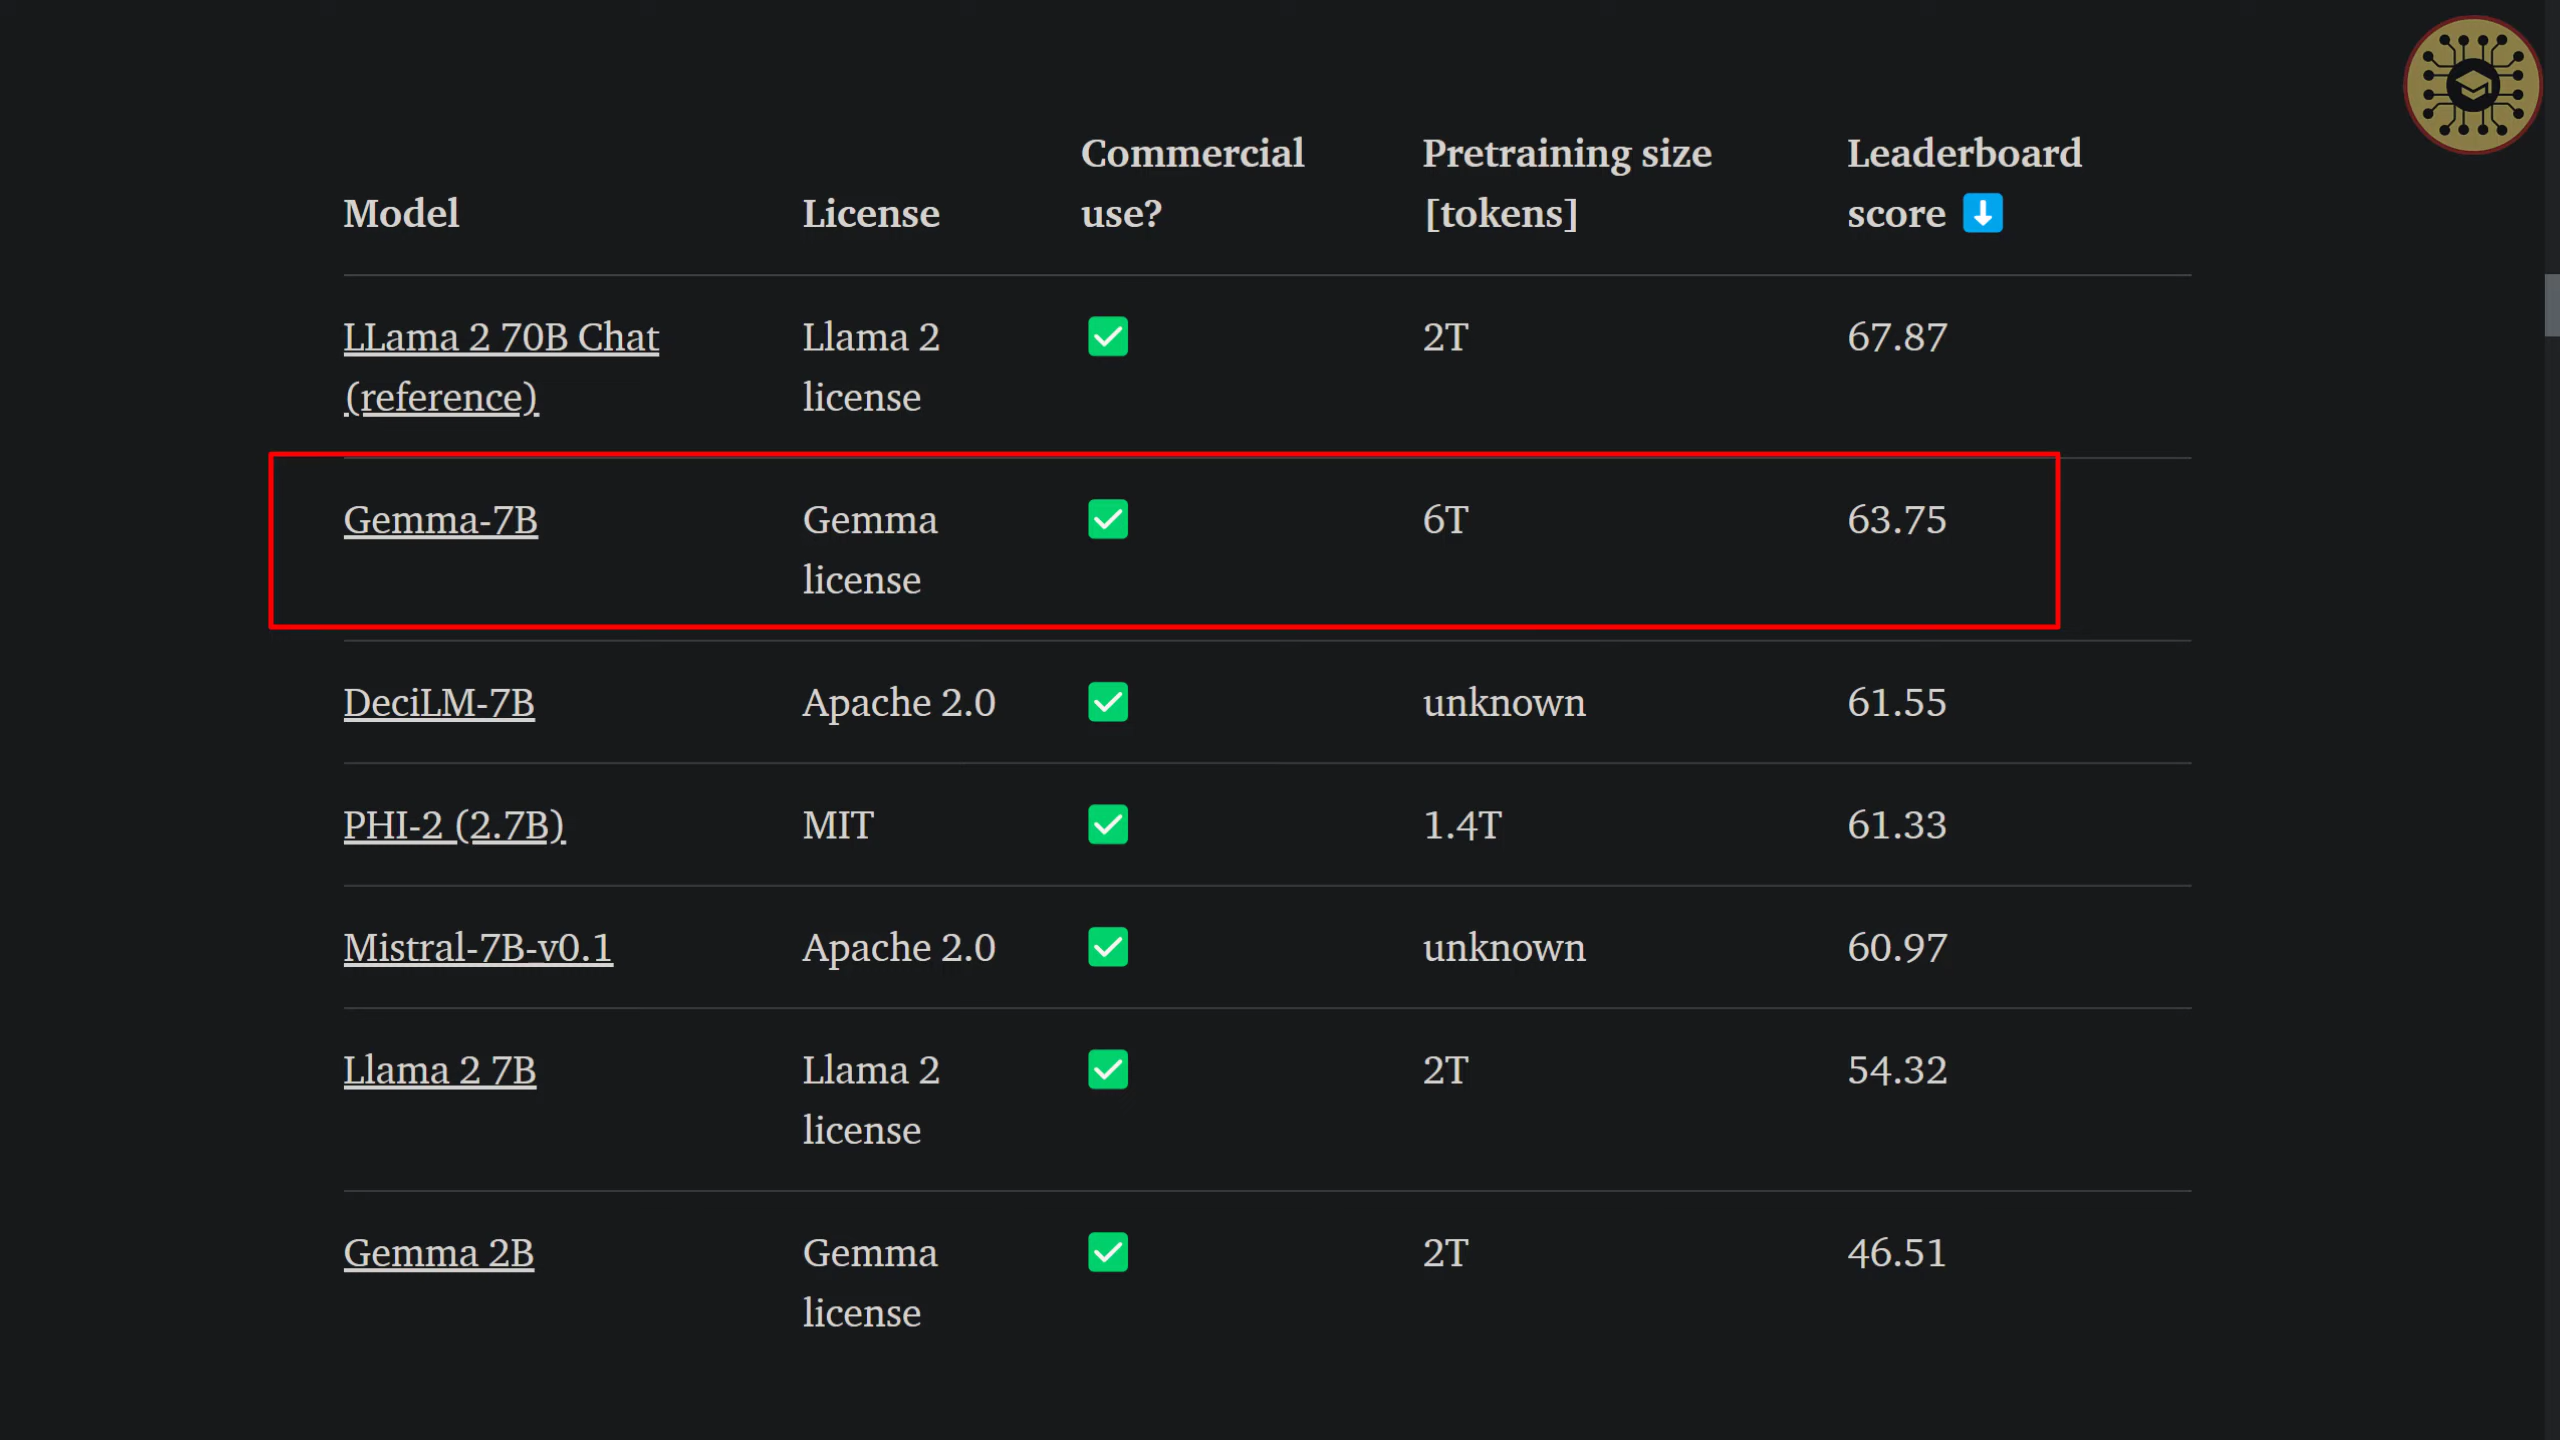 Model License Commercial use? Pretraining size [tokens] Leaderboard score ⬇️
LLama 2 70B Chat (reference) Llama 2 license ✅ 2T 67.87
Gemma-7B Gemma license ✅ 6T 63.75
DeciLM-7B Apache 2.0 ✅ unknown 61.55
PHI-2 (2.7B) MIT ✅ 1.4T 61.33
Mistral-7B-v0.1 Apache 2.0 ✅ unknown 60.97
Llama 2 7B Llama 2 license ✅ 2T 54.32
Gemma 2B Gemma license ✅ 2T 46.51